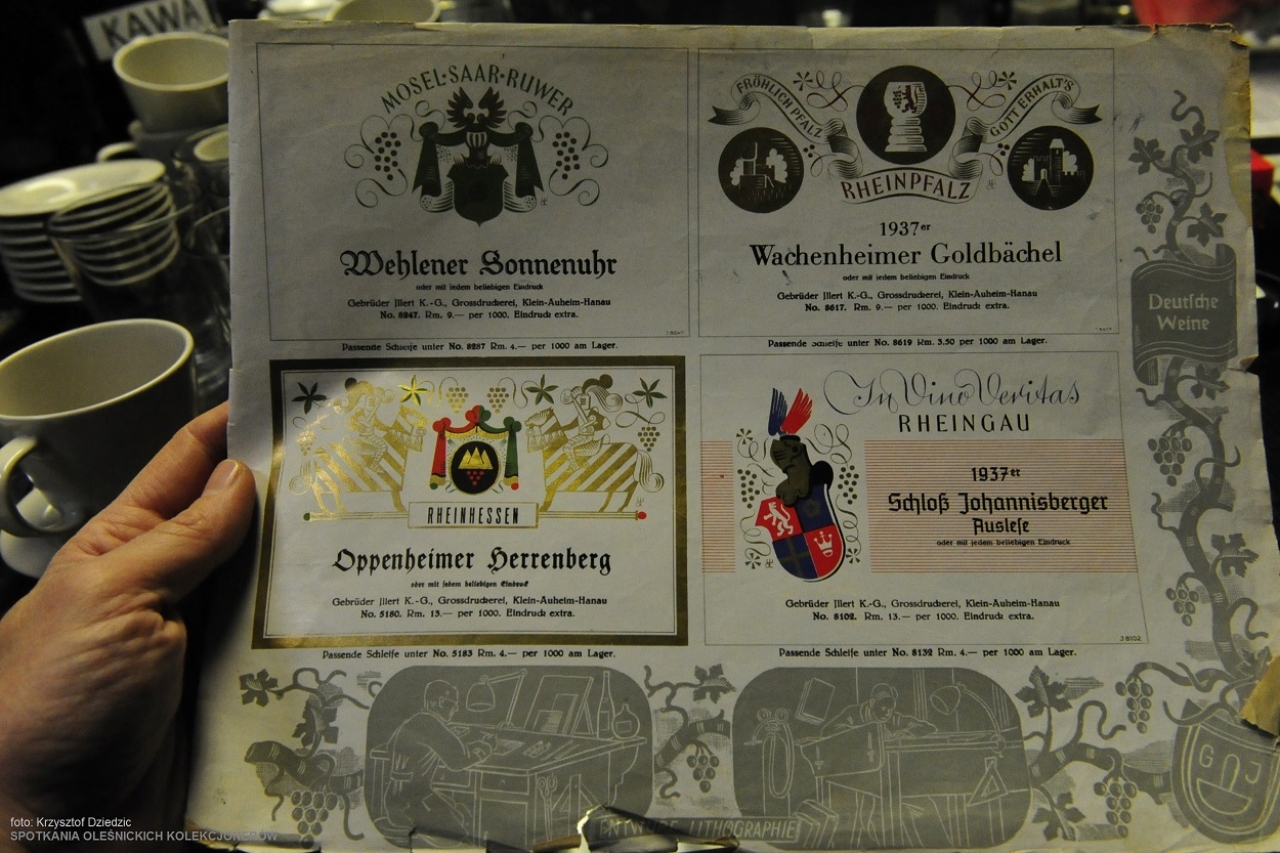 KAWA
MOSEL·SAAR·RUWER
Wehlener Sonnenuhr
oder mit jedem beliebigen Eindruck
Gebrüder Jllert K.-G., Grossdruckerei, Klein-Auheim-Hanau
No. 8247. Rm. 9.— per 1000. Eindruck extra.
Passende Schleife unter No. 8287 Rm. 4.— per 1000 am Lager.
FRÖHLICH PFALZ
GOTT ERHALT'S
RHEINPFALZ
1937er
Wachenheimer Goldbächel
oder mit jedem beliebigen Eindruck
Gebrüder Jllert K.-G., Grossdruckerei, Klein-Auheim-Hanau
No. 8617. Rm. 9.— per 1000. Eindruck extra.
Passende Schleife unter No. 8619 Rm. 3.50 per 1000 am Lager.
Deutsche
Weine
RHEINHESSEN
Oppenheimer Herrenberg
oder mit jedem beliebigen Eindruck
Gebrüder Jllert K.-G., Grossdruckerei, Klein-Auheim-Hanau
No. 5180. Rm. 13.— per 1000. Eindruck extra.
Passende Schleife unter No. 5183 Rm. 4.— per 1000 am Lager.
In Vino Veritas
RHEINGAU
1937er
Schloß Johannisberger
Auslese
oder mit jedem beliebigen Eindruck
Gebrüder Jllert K.-G., Grossdruckerei, Klein-Auheim-Hanau
No. 8102. Rm. 13.— per 1000. Eindruck extra.
J 8102
Passende Schleife unter No. 8132 Rm. 4.— per 1000 am Lager.
G J
LITHOGRAPHIE
foto: Krzysztof Dziedzic
SPOTKANIA OLEŚNICKICH KOLEKCJONERÓW